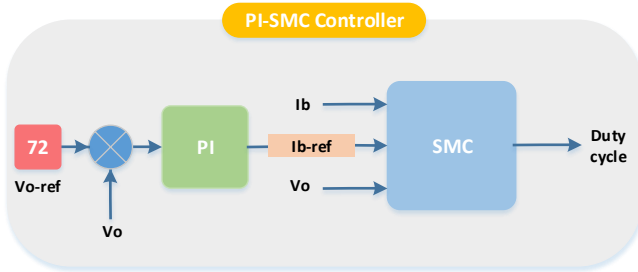 PI-SMC Controller
72
Vo-ref
Vo
PI
Ib
Ib-ref
Vo
SMC
Duty
cycle